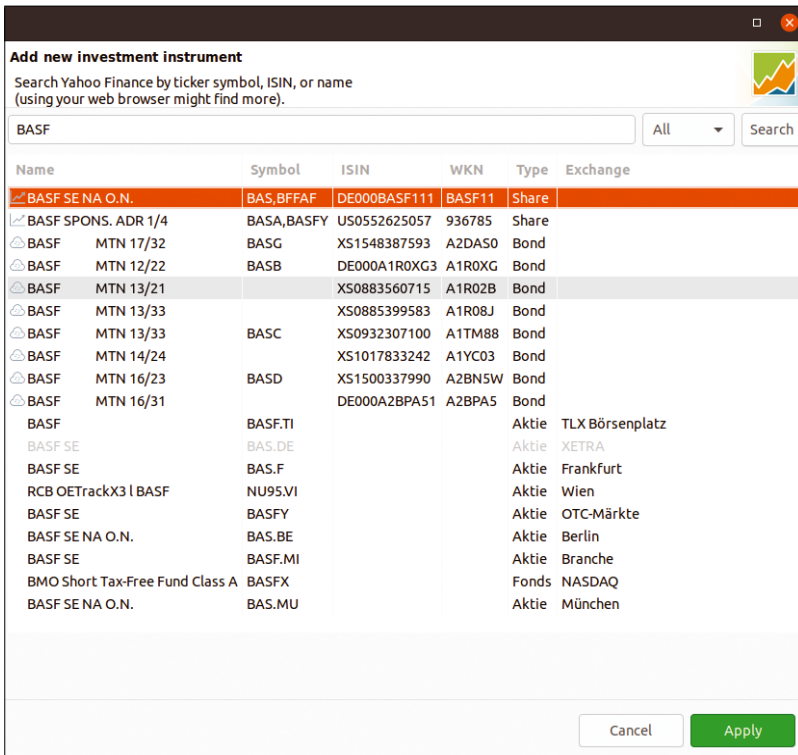 Add new investment instrument
Search Yahoo Finance by ticker symbol, ISIN, or name
(using your web browser might find more).
BASF All Search
Name Symbol ISIN WKN Type Exchange
BASF SE NA O.N. BAS,BFFAF DE000BASF111 BASF11 Share
BASF SPONS. ADR 1/4 BASA,BASFY US0552625057 936785 Share
BASF MTN 17/32 BASG XS1548387593 A2DAS0 Bond
BASF MTN 12/22 BASB DE000A1R0XG3 A1R0XG Bond
BASF MTN 13/21 XS0883560715 A1R02B Bond
BASF MTN 13/33 XS0885399583 A1R08J Bond
BASF MTN 13/33 BASC XS0932307100 A1TM88 Bond
BASF MTN 14/24 XS1017833242 A1YC03 Bond
BASF MTN 16/23 BASD XS1500337990 A2BN5W Bond
BASF MTN 16/31 DE000A2BPA51 A2BPA5 Bond
BASF BASF.TI Aktie TLX Börsenplatz
BASF SE BAS.DE Aktie XETRA
BASF SE BAS.F Aktie Frankfurt
RCB OETrackX3 l BASF NU95.VI Aktie Wien
BASF SE BASFY Aktie OTC-Märkte
BASF SE NA O.N. BAS.BE Aktie Berlin
BASF SE BASF.MI Aktie Branche
BMO Short Tax-Free Fund Class A BASFX Fonds NASDAQ
BASF SE NA O.N. BAS.MU Aktie München
Cancel Apply